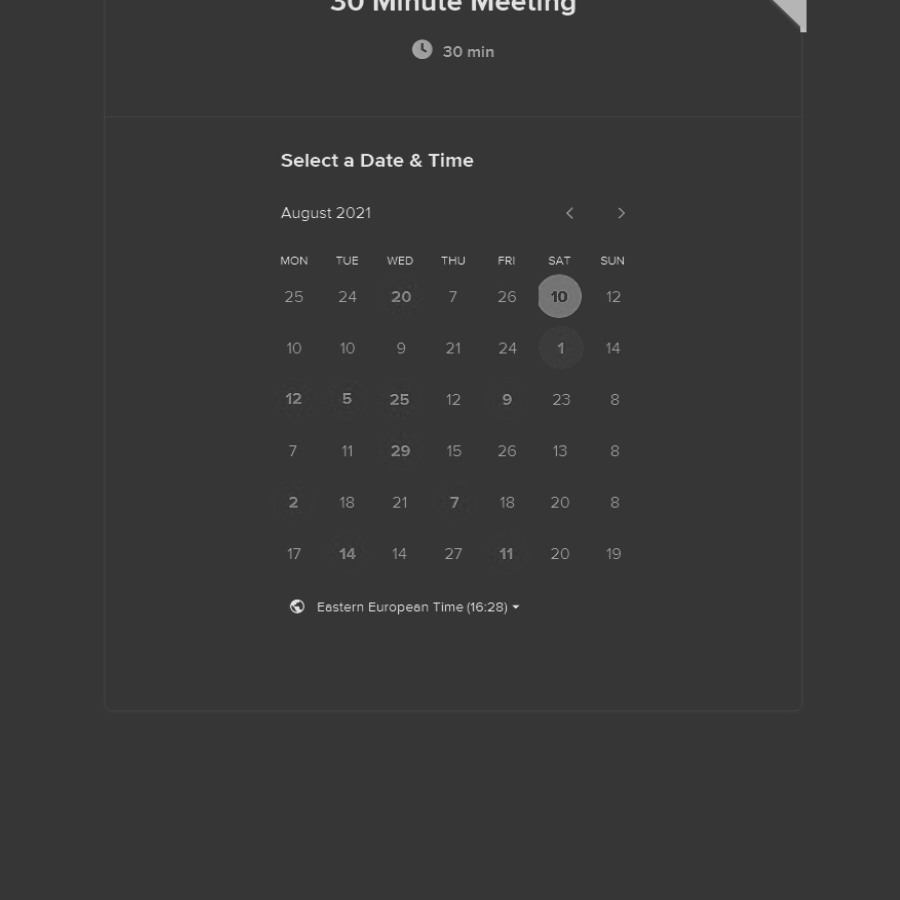 30 Minute Meeting
30 min
Select a Date & Time
August 2021
MON TUE WED THU FRI SAT SUN
25 24 20 7 26 10 12
10 10 9 21 24 1 14
12 5 25 12 9 23 8
7 11 29 15 26 13 8
2 18 21 7 18 20 8
17 14 14 27 11 20 19
Eastern European Time (16:28)